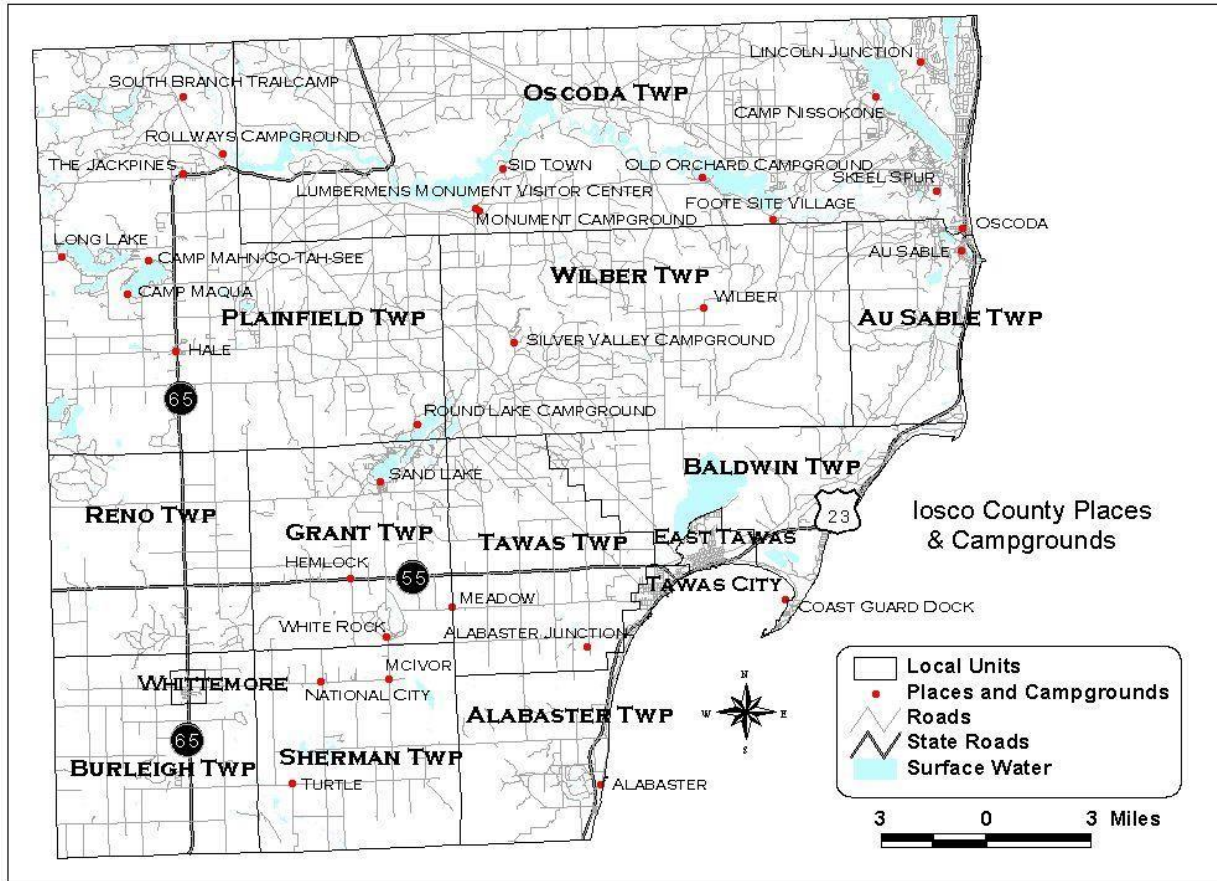 LINCOLN JUNCTION
SOUTH BRANCH TRAILCAMP
OSCODA TWP
CAMP NISSOKONE
ROLLWAYS CAMPGROUND
THE JACKPINES
SID TOWN
OLD ORCHARD CAMPGROUND
SKEEL SPUR
LUMBERMENS MONUMENT VISITOR CENTER
FOOTE SITE VILLAGE
MONUMENT CAMPGROUND
OSCODA
LONG LAKE
CAMP MAHN-GO-TAH-SEE
AU SABLE
WILBER TWP
CAMP MAQUA
WILBER
PLAINFIELD TWP
AU SABLE TWP
SILVER VALLEY CAMPGROUND
HALE
65
ROUND LAKE CAMPGROUND
BALDWIN TWP
SAND LAKE
RENO TWP
GRANT TWP
TAWAS TWP
EAST TAWAS
23
Iosco County Places
& Campgrounds
HEMLOCK
55
TAWAS CITY
MEADOW
COAST GUARD DOCK
WHITE ROCK
ALABASTER JUNCTION
MCIVOR
WHITTEMORE
NATIONAL CITY
ALABASTER TWP
65
SHERMAN TWP
BURLEIGH TWP
TURTLE
ALABASTER
N
W E
S
Local Units
Places and Campgrounds
Roads
State Roads
Surface Water
3 0 3 Miles